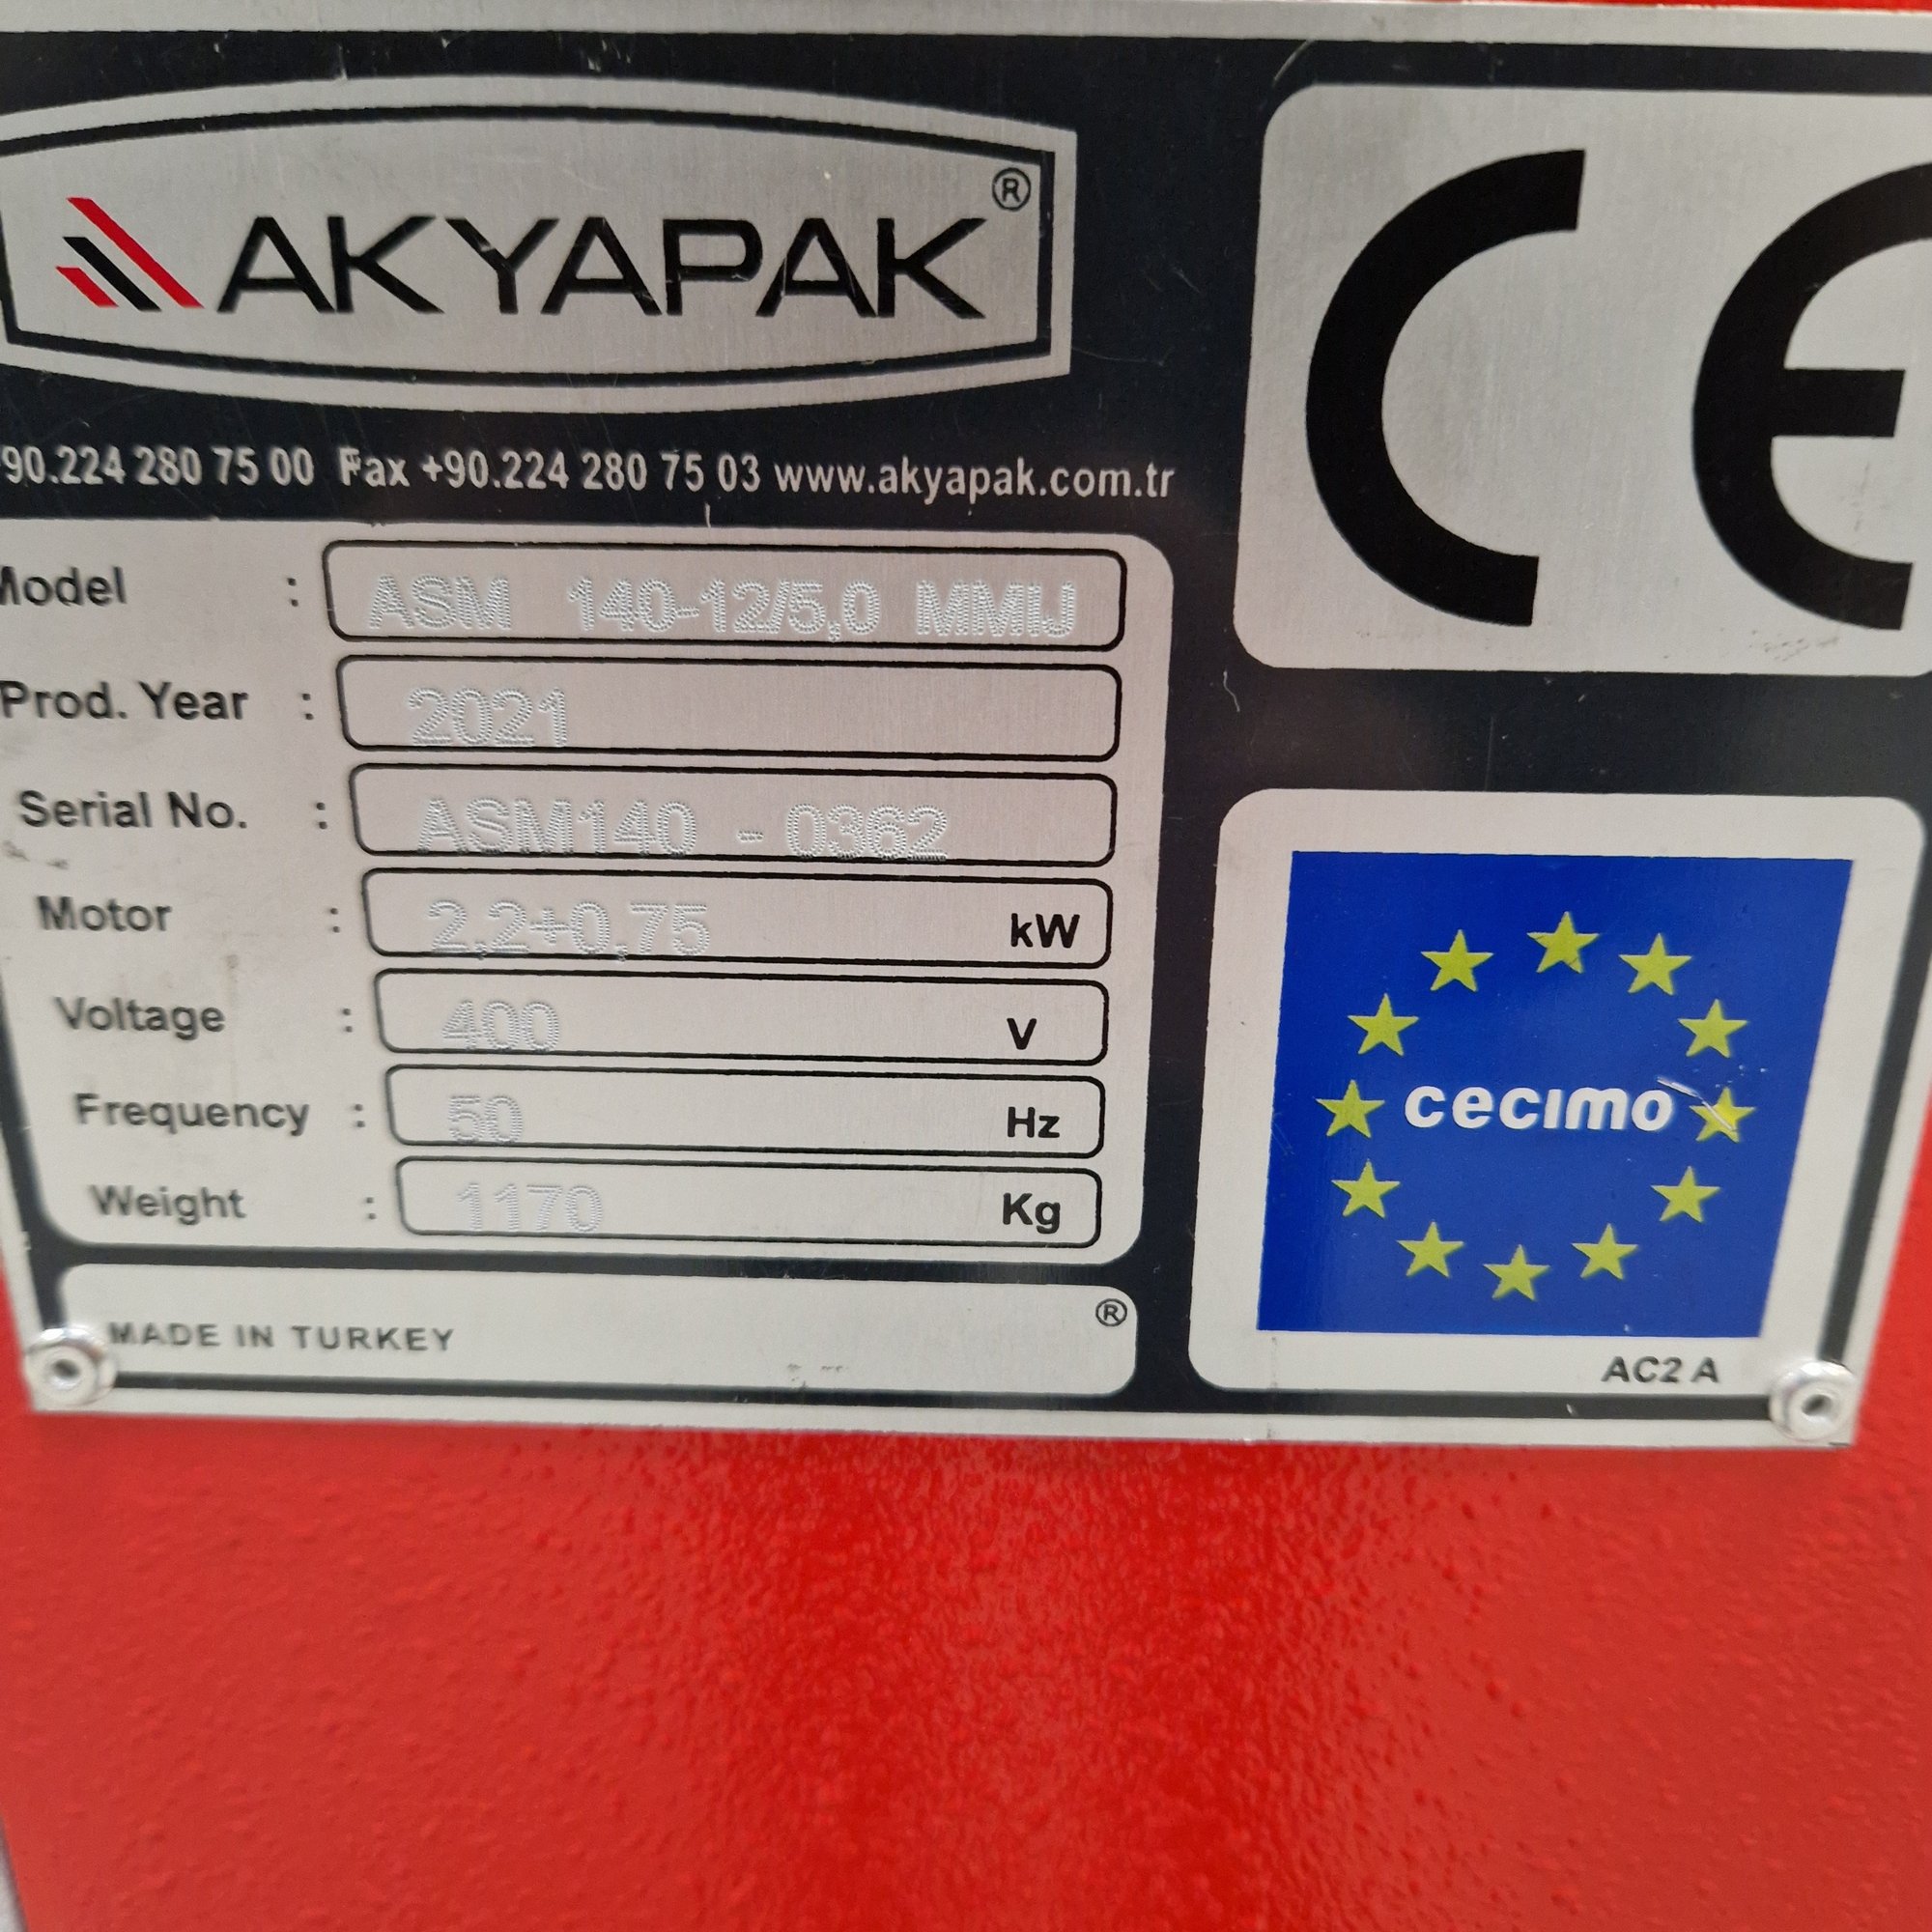 AKYAPAK®
CE
90.224 280 75 00 Fax +90.224 280 75 03 www.akyapak.com.tr
Model : ASM 140-12/5,0 MMIJ
Prod. Year : 2021
Serial No. : ASM140 - 0362
Motor : 2,2+0,75 kW
Voltage : 400 V
Frequency : 50 Hz
Weight : 1170 Kg
cecimo
MADE IN TURKEY ®
AC2 A